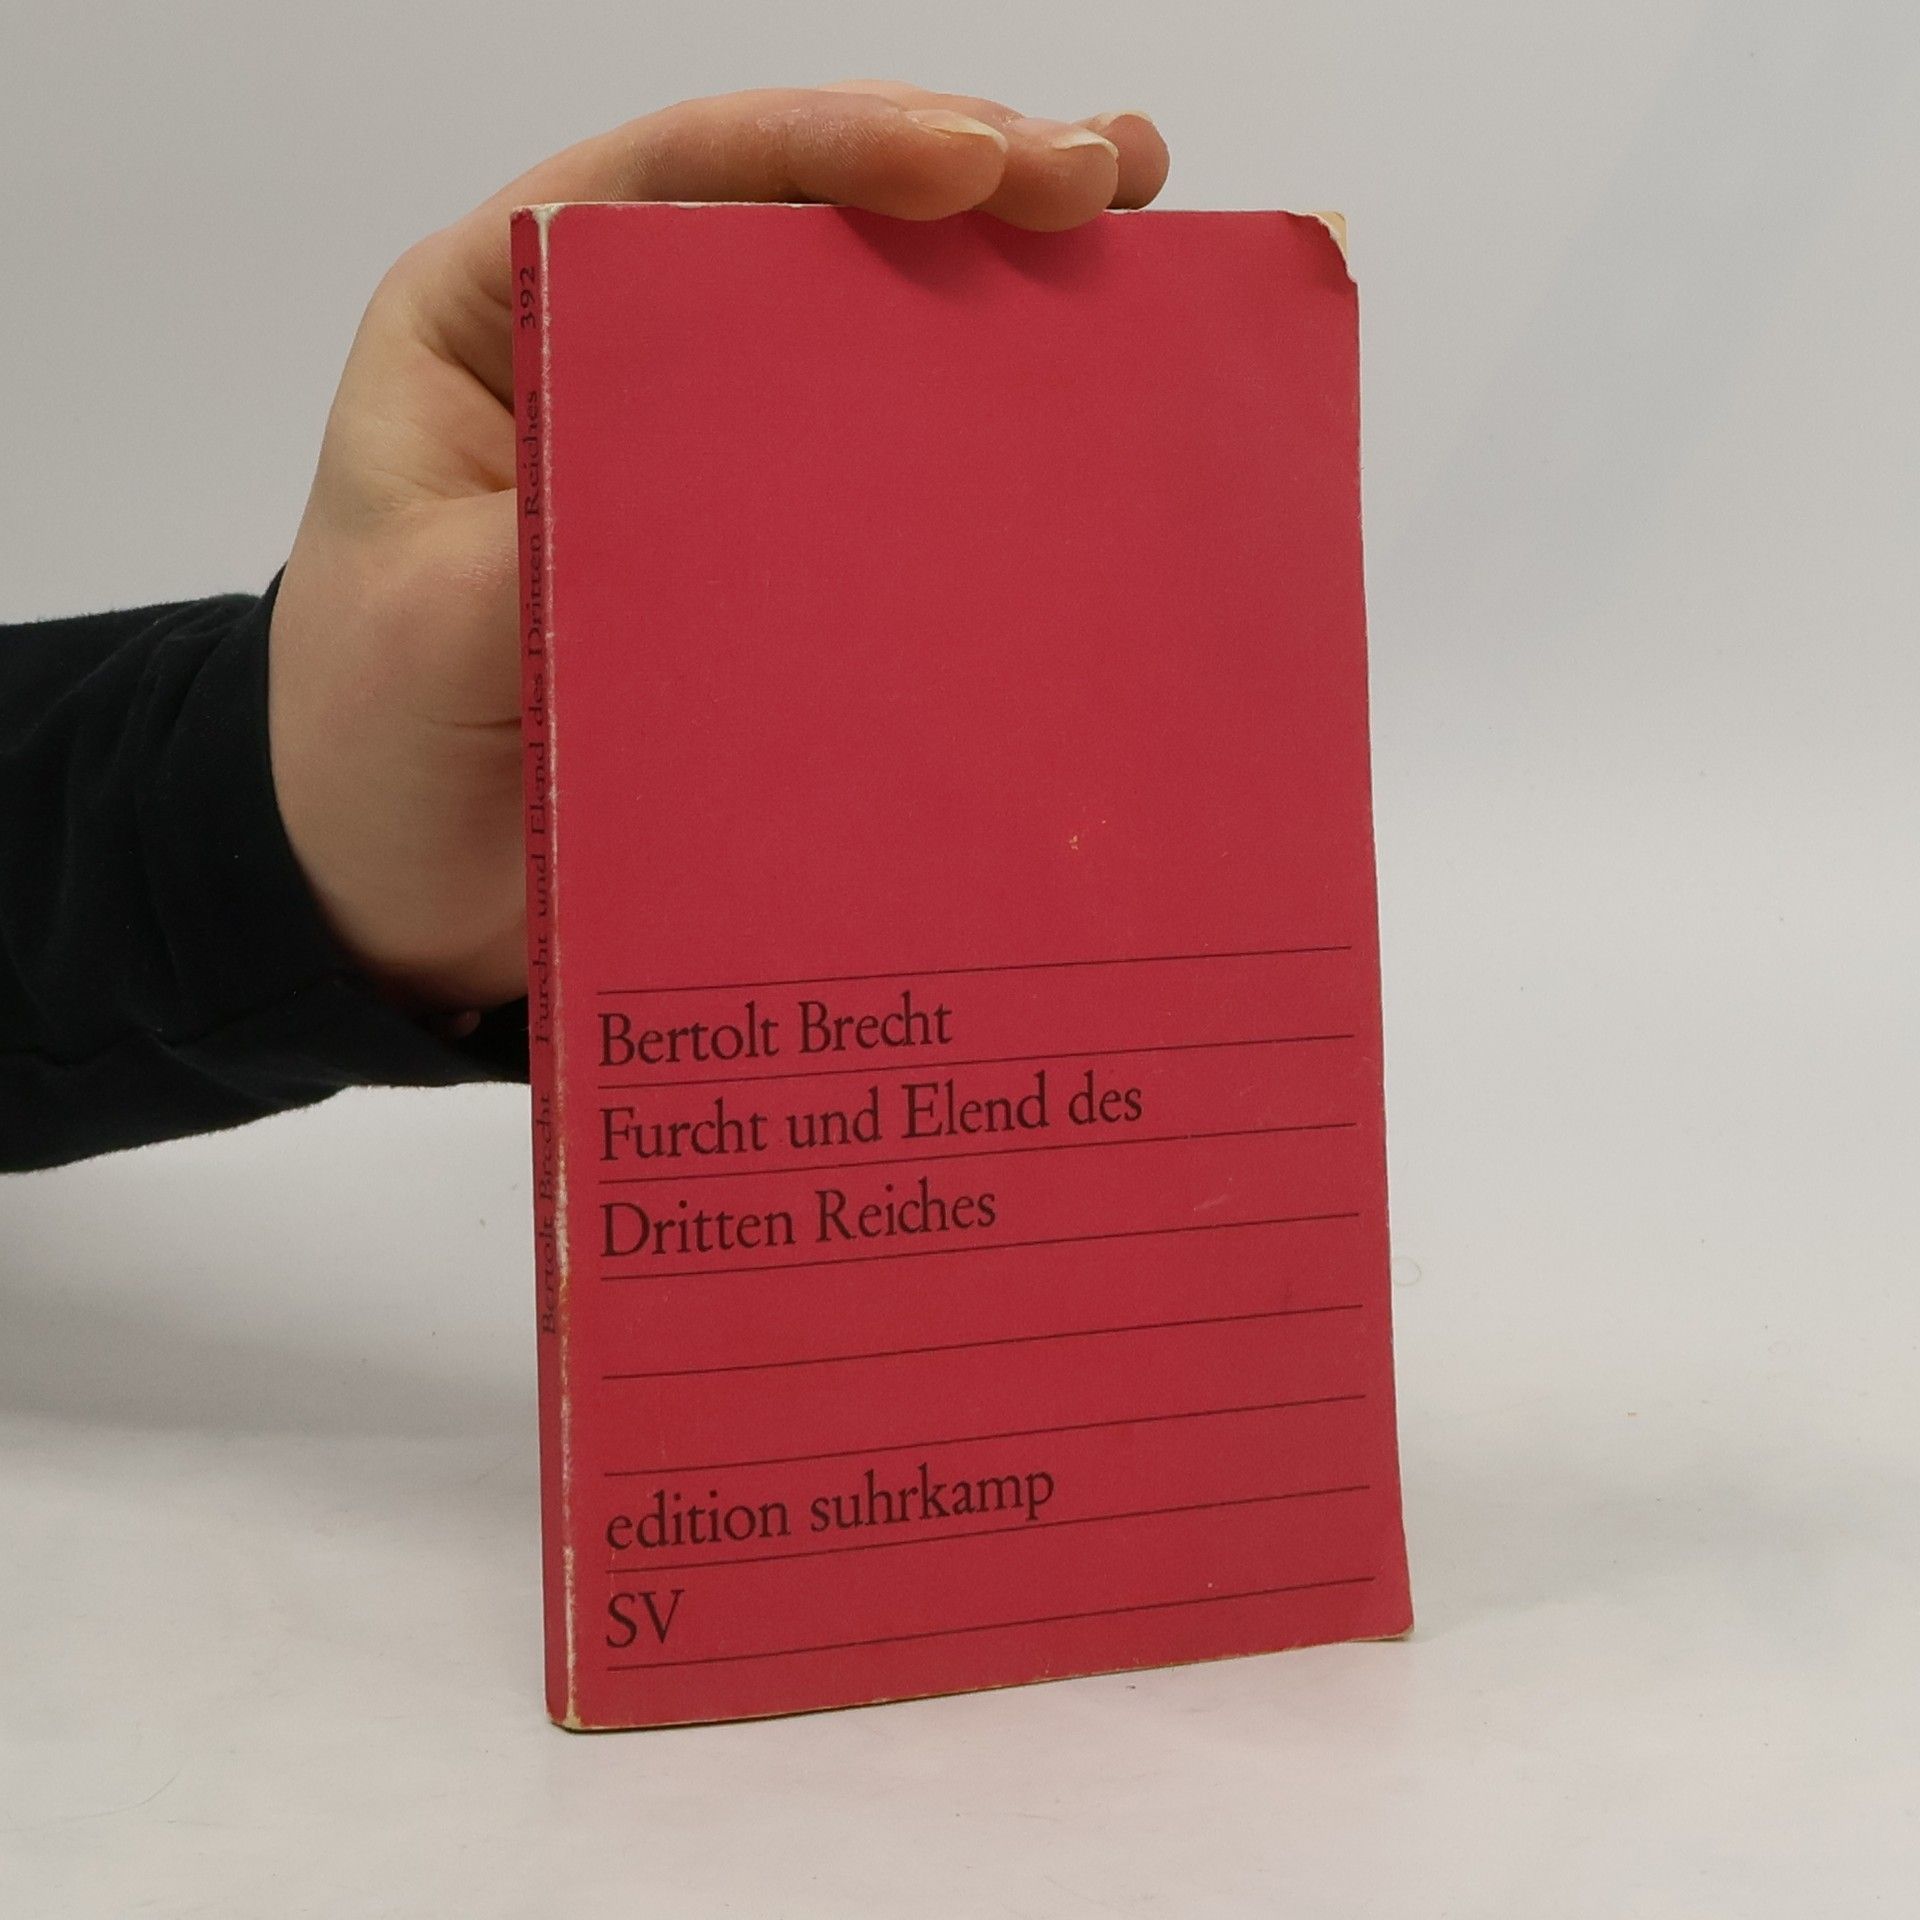 Bertolt Brecht Furcht und Elend des Dritten Reiches 392
Bertolt Brecht
Furcht und Elend des
Dritten Reiches
edition suhrkamp
SV